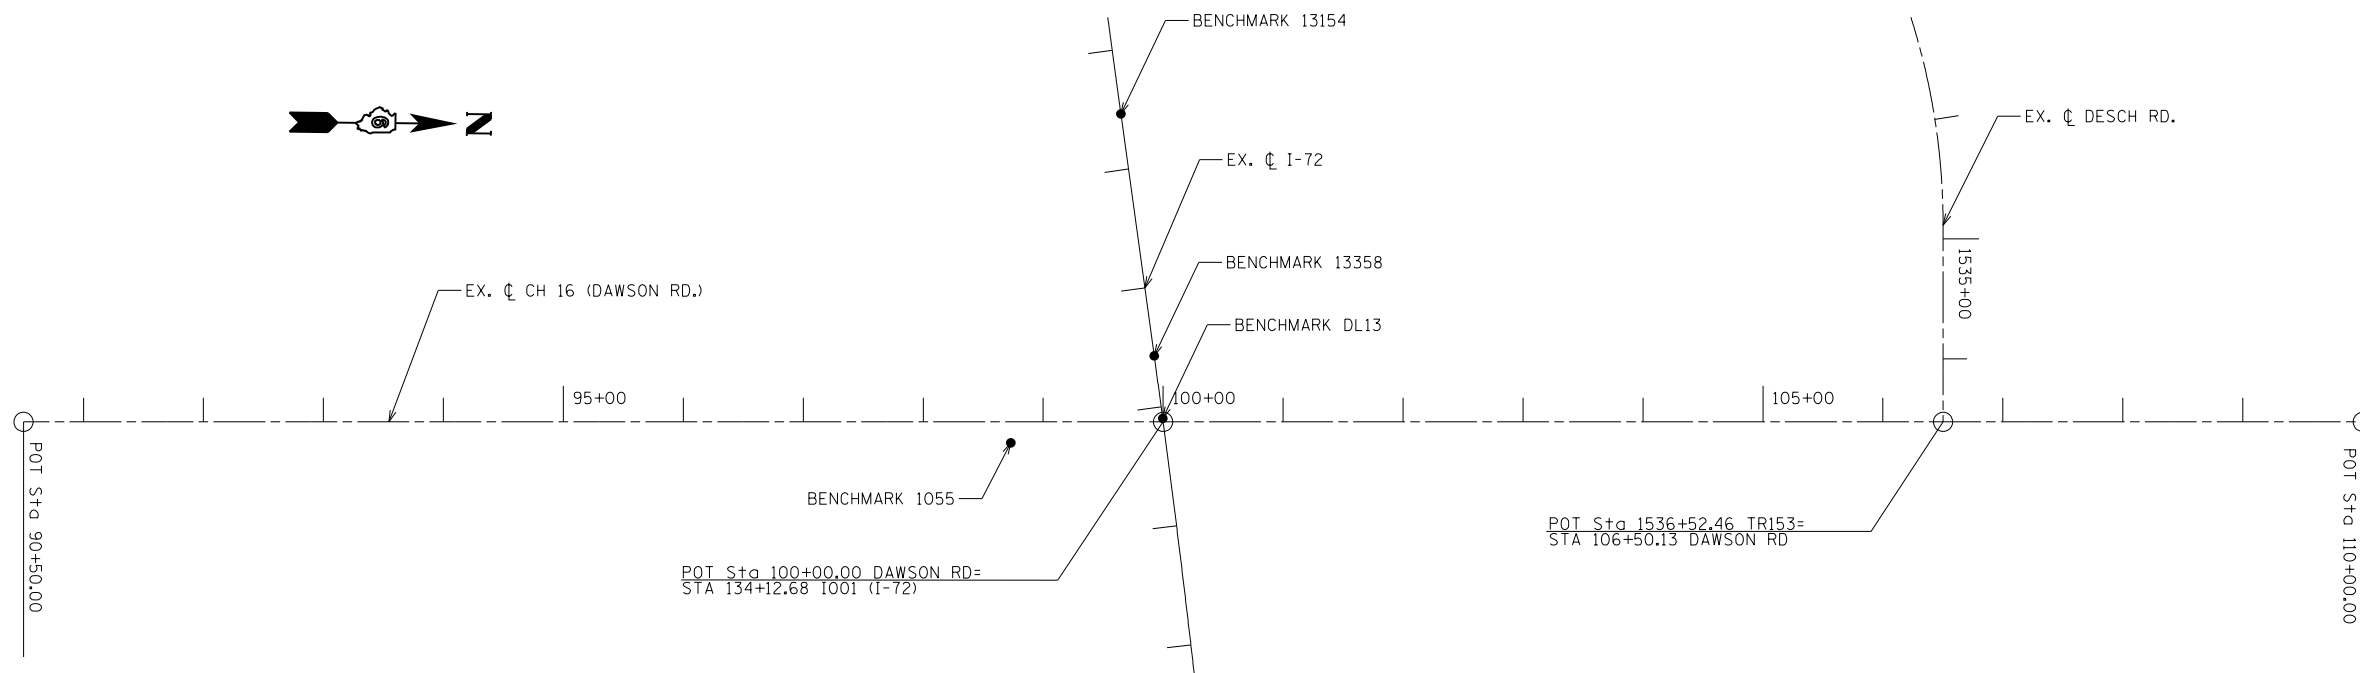 BENCHMARK 13154
N
EX. ℄ DESCH RD.
EX. ℄ I-72
1535+00
BENCHMARK 13358
EX. ℄ CH 16 (DAWSON RD.)
BENCHMARK DL13
95+00
100+00
105+00
POT Sta 90+50.00
BENCHMARK 1055
POT Sta 110+00.00
POT Sta 1536+52.46 TR153=
STA 106+50.13 DAWSON RD
POT Sta 100+00.00 DAWSON RD=
STA 134+12.68 I001 (I-72)